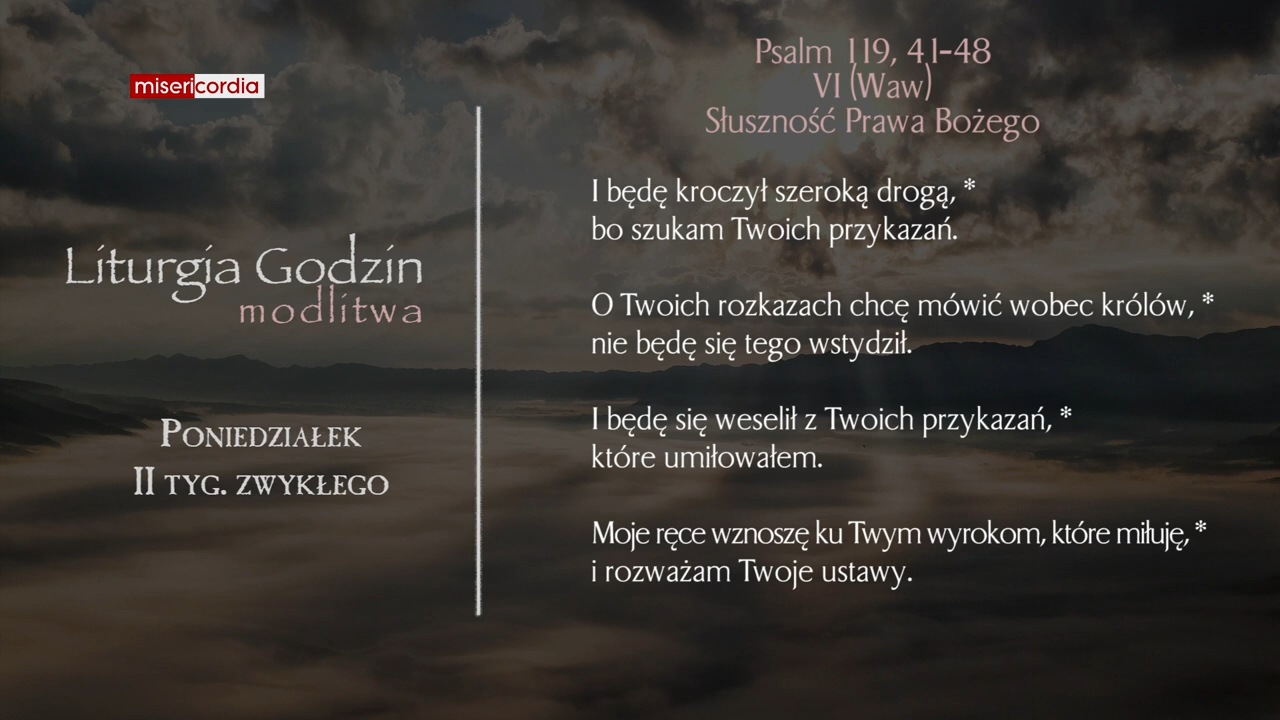 misericordia
Liturgia Godzin
modlitwa
Poniedziałek
II tyg. zwykłego
Psalm 119, 41-48
VI (Waw)
Słuszność Prawa Bożego
I będę kroczył szeroką drogą, *
bo szukam Twoich przykazań.
O Twoich rozkazach chcę mówić wobec królów, *
nie będę się tego wstydził.
I będę się weselił z Twoich przykazań, *
które umiłowałem.
Moje ręce wznoszę ku Twym wyrokom, które miłuję, *
i rozważam Twoje ustawy.